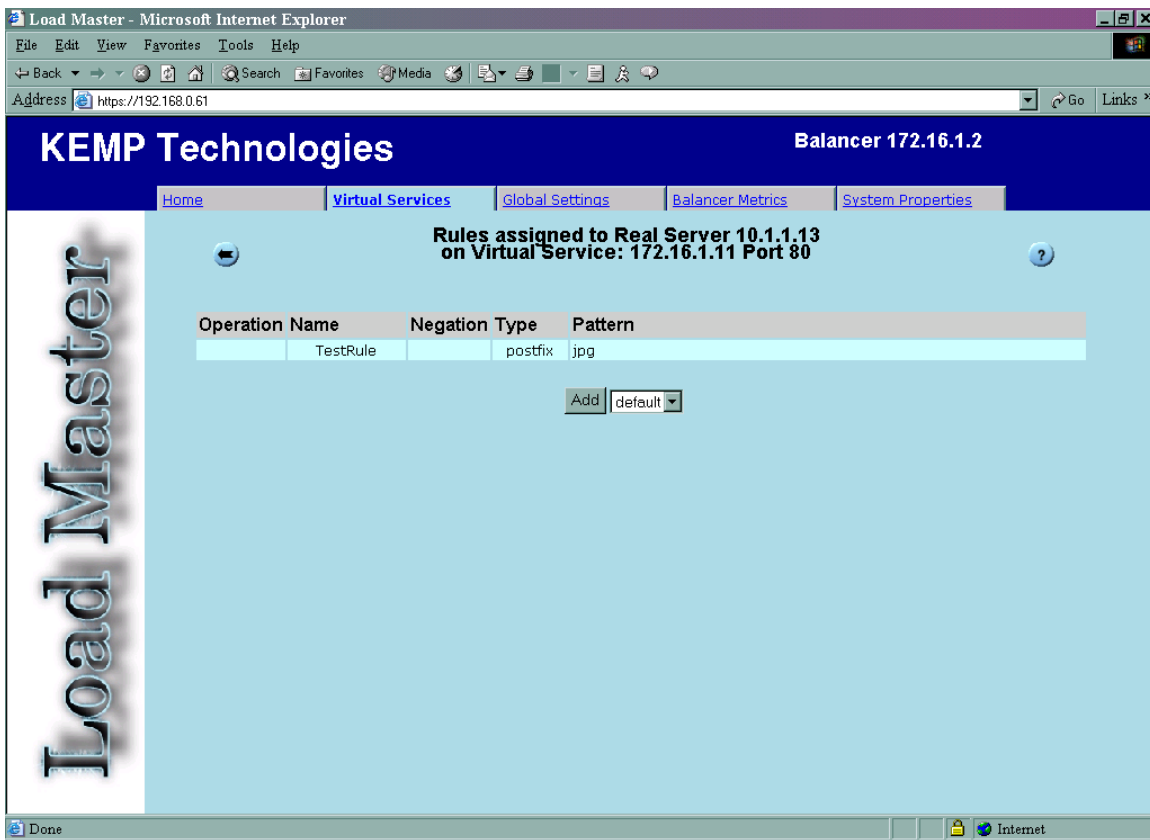 Load Master - Microsoft Internet Explorer
File Edit View Favorites Tools Help
Back Search Favorites Media
Address https://192.168.0.61 Go Links »
KEMP Technologies Balancer 172.16.1.2
Home Virtual Services Global Settings Balancer Metrics System Properties
Rules assigned to Real Server 10.1.1.13
on Virtual Service: 172.16.1.11 Port 80
?
Operation Name Negation Type Pattern
TestRule postfix jpg
Add default
Load Master
Done Internet